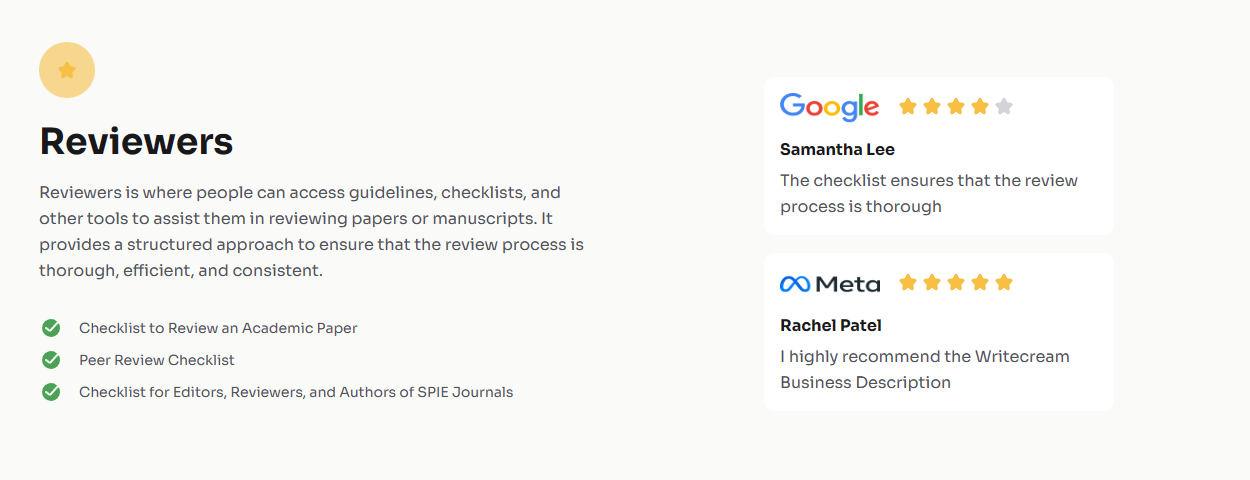 Reviewers
Reviewers is where people can access guidelines, checklists, and
other tools to assist them in reviewing papers or manuscripts. It
provides a structured approach to ensure that the review process is
thorough, efficient, and consistent.
Checklist to Review an Academic Paper
Peer Review Checklist
Checklist for Editors, Reviewers, and Authors of SPIE Journals
Google
Samantha Lee
The checklist ensures that the review
process is thorough
Meta
Rachel Patel
I highly recommend the Writecream
Business Description